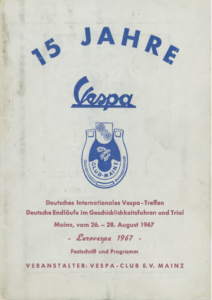 15 JAHRE
Vespa
CLUB-MAINZ
Deutsches Internationales Vespa-Treffen
Deutsche Endläufe im Geschicklichkeitsfahren und Trial
Mainz, vom 26. – 28. August 1967
- Eurovespa 1967 -
Festschrift und Programm
VERANSTALTER: VESPA-CLUB E.V. MAINZ